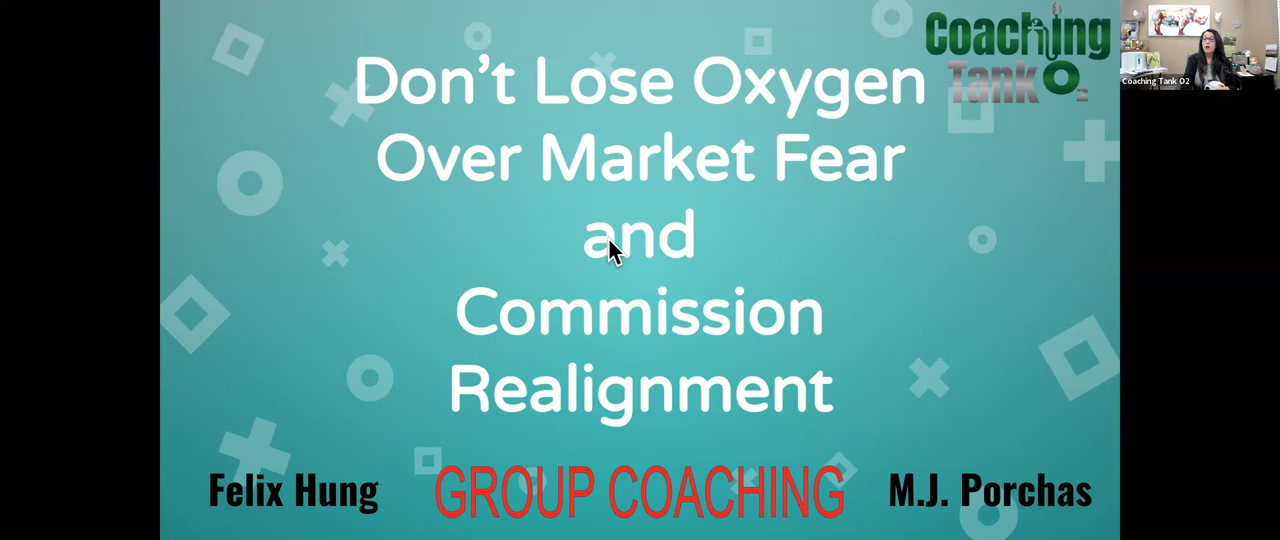 Don't Lose Oxygen
Over Market Fear
and
Commission
Realignment
Felix Hung
GROUP COACHING
M.J. Porchas
Coaching
Tank O2
Coaching Tank O2